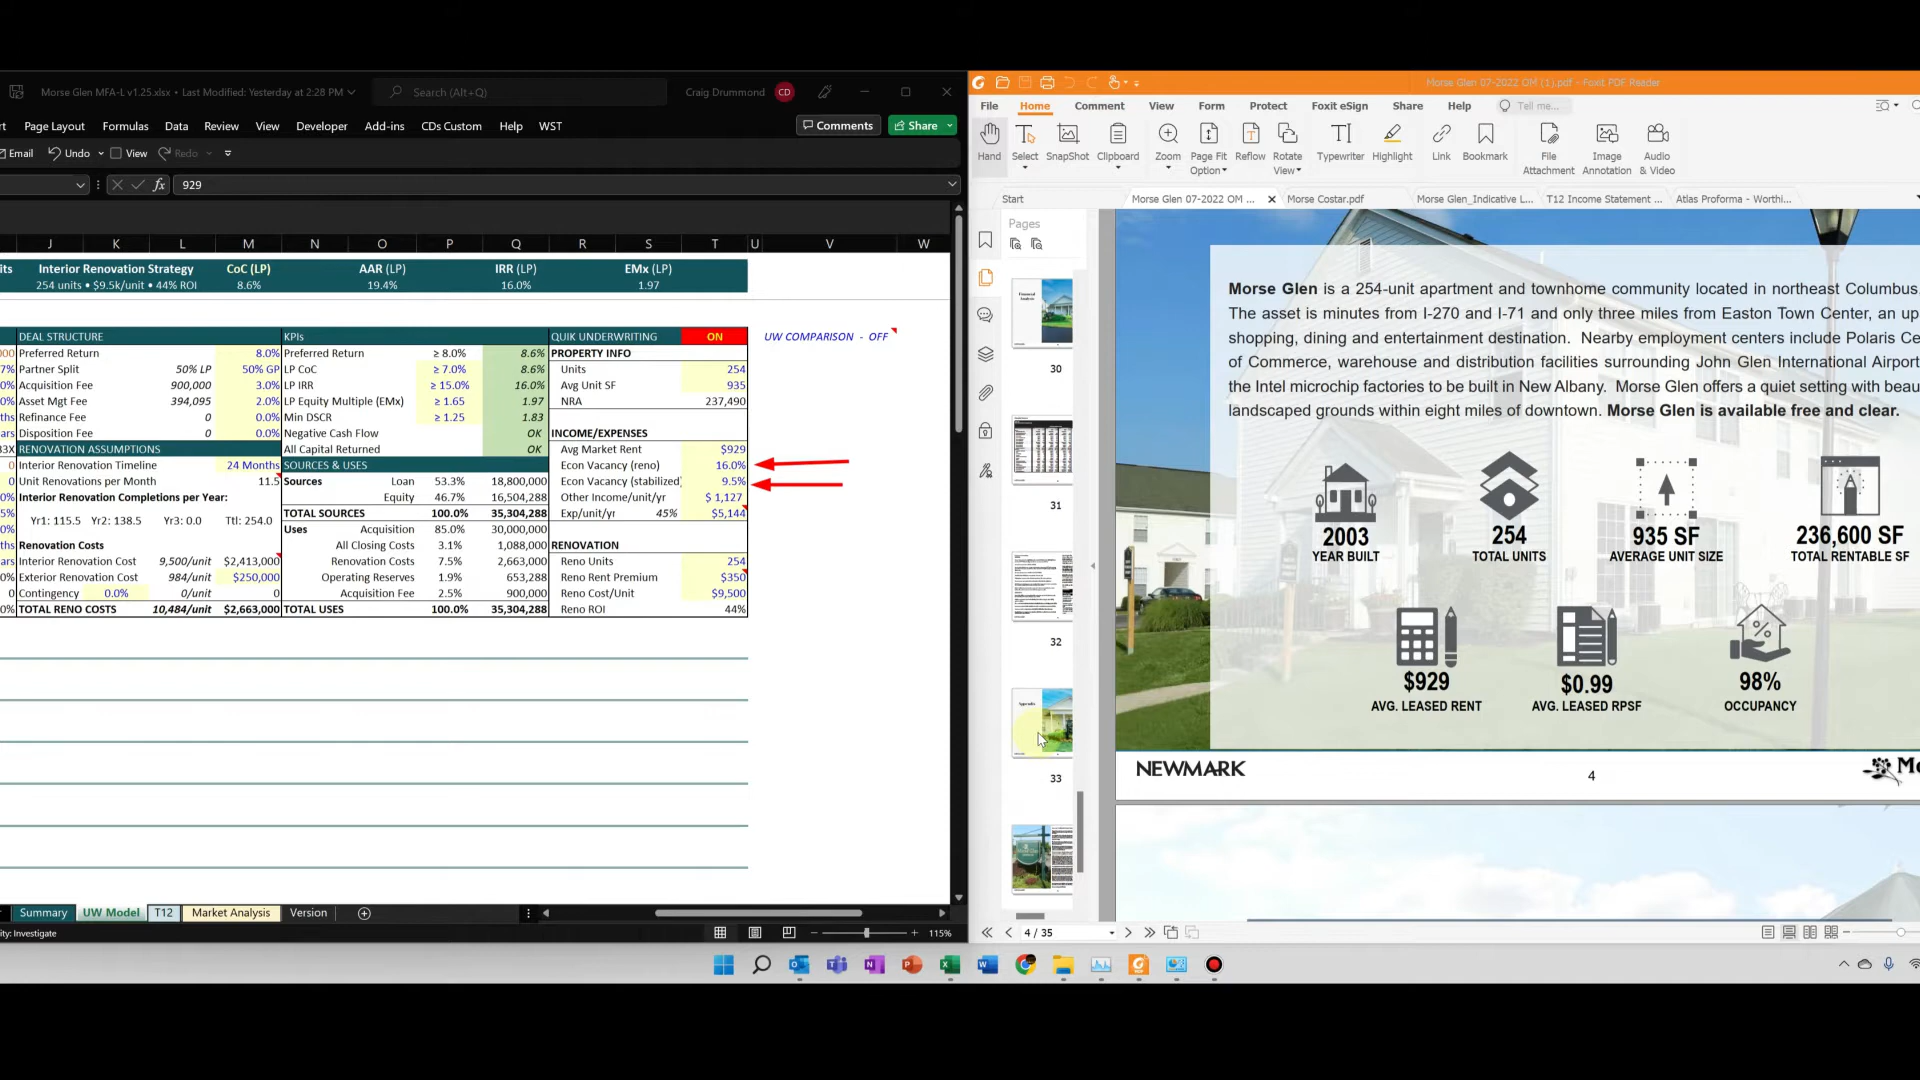 Morse Glen MFA-L v1.25.xlsx • Last Modified: Yesterday at 2:28 PM
Search (Alt+Q)
Craig Drummond
CD
Page Layout
Formulas
Data
Review
View
Developer
Add-ins
CDs Custom
Help
WST
Comments
Share
Email
Undo
View
Redo
929
J K L M N O P Q R S T U V W
Interior Renovation Strategy CoC (LP) AAR (LP) IRR (LP) EMx (LP)
254 units • $9.5k/unit • 44% ROI 8.6% 19.4% 16.0% 1.97
DEAL STRUCTURE KPIs QUIK UNDERWRITING ON UW COMPARISON - OFF
Preferred Return 8.0% Preferred Return ≥ 8.0% 8.6% PROPERTY INFO
Partner Split 50% LP 50% GP LP CoC ≥ 7.0% 8.6% Units 254
Acquisition Fee 900,000 3.0% LP IRR ≥ 15.0% 16.0% Avg Unit SF 935
Asset Mgt Fee 394,095 2.0% LP Equity Multiple (EMx) ≥ 1.65 1.97 NRA 237,490
Refinance Fee 0 0.0% Min DSCR ≥ 1.25 1.83
Disposition Fee 0 0.0% Negative Cash Flow OK INCOME/EXPENSES
RENOVATION ASSUMPTIONS All Capital Returned OK Avg Market Rent $929
Interior Renovation Timeline 24 Months SOURCES & USES Econ Vacancy (reno) 16.0%
Unit Renovations per Month 11.5 Sources Loan 53.3% 18,800,000 Econ Vacancy (stabilized) 9.5%
Interior Renovation Completions per Year: Equity 46.7% 16,504,288 Other Income/unit/yr $ 1,127
TOTAL SOURCES 100.0% 35,304,288 Exp/unit/yr 45% $5,144
Yr1: 115.5 Yr2: 138.5 Yr3: 0.0 Ttl: 254.0
Uses Acquisition 85.0% 30,000,000
Renovation Costs All Closing Costs 3.1% 1,088,000 RENOVATION
Interior Renovation Cost 9,500/unit $2,413,000 Renovation Costs 7.5% 2,663,000 Reno Units 254
Exterior Renovation Cost 984/unit $250,000 Operating Reserves 1.9% 653,288 Reno Rent Premium $350
Contingency 0.0% 0/unit 0 Acquisition Fee 2.5% 900,000 Reno Cost/Unit $9,500
TOTAL RENO COSTS 10,484/unit $2,663,000 TOTAL USES 100.0% 35,304,288 Reno ROI 44%
Summary
UW Model
T12
Market Analysis
Version
ity: Investigate
115%
Morse Glen 07-2022 OM (1).pdf - Foxit PDF Reader
File
Home
Comment
View
Form
Protect
Foxit eSign
Share
Help
Tell me...
Hand
Select
SnapShot
Clipboard
Zoom
Page Fit
Option
Reflow
Rotate
View
Typewriter
Highlight
Link
Bookmark
File
Attachment
Image
Annotation
Audio
& Video
Start
Morse Glen 07-2022 OM ...
Morse Costar.pdf
Morse Glen_Indicative L...
T12 Income Statement ...
Atlas Proforma - Worthi...
Pages
30
31
32
33
Morse Glen is a 254-unit apartment and townhome community located in northeast Columbus,
The asset is minutes from I-270 and I-71 and only three miles from Easton Town Center, an up
shopping, dining and entertainment destination. Nearby employment centers include Polaris Ce
of Commerce, warehouse and distribution facilities surrounding John Glen International Airport
the Intel microchip factories to be built in New Albany. Morse Glen offers a quiet setting with beau
landscaped grounds within eight miles of downtown. Morse Glen is available free and clear.
2003
YEAR BUILT
254
TOTAL UNITS
935 SF
AVERAGE UNIT SIZE
236,600 SF
TOTAL RENTABLE SF
$929
AVG. LEASED RENT
$0.99
AVG. LEASED RPSF
98%
OCCUPANCY
NEWMARK
4
Mo
4 / 35